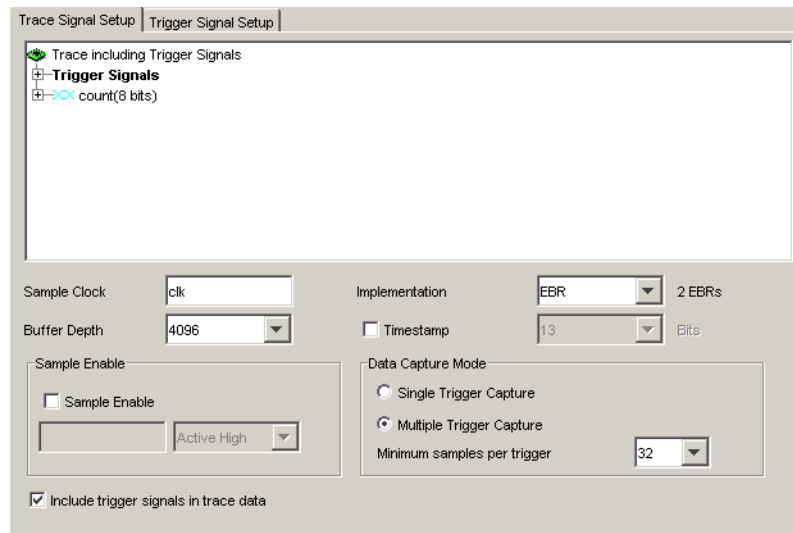 Trace Signal Setup Trigger Signal Setup
Trace including Trigger Signals
Trigger Signals
count(8 bits)
Sample Clock clk Implementation EBR 2 EBRs
Buffer Depth 4096 Timestamp 13 Bits
Sample Enable Data Capture Mode
Sample Enable Single Trigger Capture
Active High Multiple Trigger Capture
Minimum samples per trigger 32
Include trigger signals in trace data